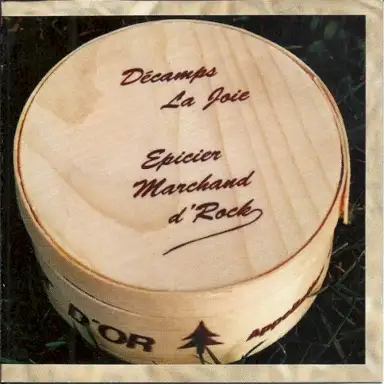 Décamps
La Joie
Epicier
Marchand
d'Rock
D'OR